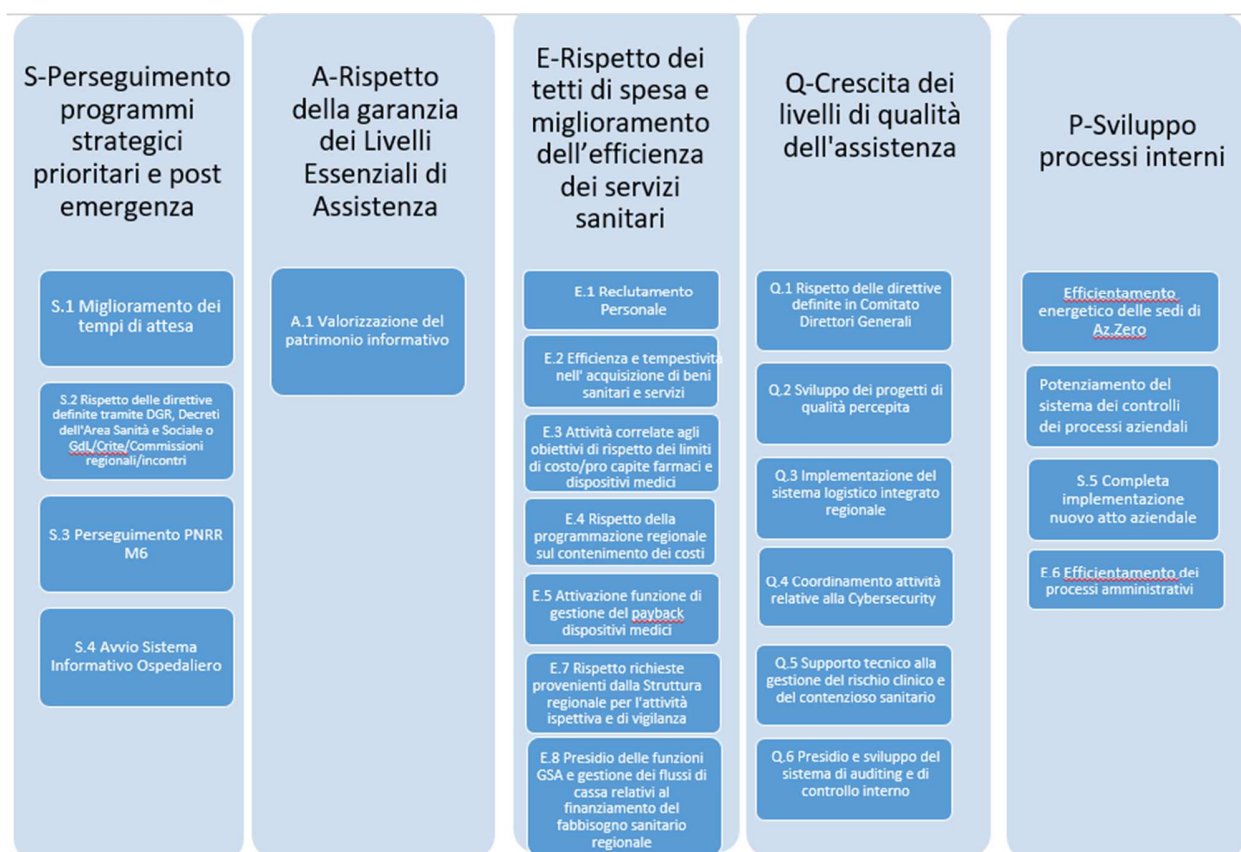 S-Perseguimento
programmi
strategici
prioritari e post
emergenza
S.1 Miglioramento dei
tempi di attesa
S.2 Rispetto delle direttive
definite tramite DGR, Decreti
dell'Area Sanità e Sociale o
GdL/Crite/Commissioni
regionali/incontri
S.3 Perseguimento PNRR
M6
S.4 Avvio Sistema
Informativo Ospedaliero
A-Rispetto
della garanzia
dei Livelli
Essenziali di
Assistenza
A.1 Valorizzazione del
patrimonio informativo
E-Rispetto dei
tetti di spesa e
miglioramento
dell’efficienza
dei servizi
sanitari
E.1 Reclutamento
Personale
E.2 Efficienza e tempestività
nell' acquisizione di beni
sanitari e servizi
E.3 Attività correlate agli
obiettivi di rispetto dei limiti
di costo/pro capite farmaci e
dispositivi medici
E.4 Rispetto della
programmazione regionale
sul contenimento dei costi
E.5 Attivazione funzione di
gestione del payback
dispositivi medici
E.7 Rispetto richieste
provenienti dalla Struttura
regionale per l'attività
ispettiva e di vigilanza
E.8 Presidio delle funzioni
GSA e gestione dei flussi di
cassa relativi al
finanziamento del
fabbisogno sanitario
regionale
Q-Crescita dei
livelli di qualità
dell'assistenza
Q.1 Rispetto delle direttive
definite in Comitato
Direttori Generali
Q.2 Sviluppo dei progetti di
qualità percepita
Q.3 Implementazione del
sistema logistico integrato
regionale
Q.4 Coordinamento attività
relative alla Cybersecurity
Q.5 Supporto tecnico alla
gestione del rischio clinico e
del contenzioso sanitario
Q.6 Presidio e sviluppo del
sistema di auditing e di
controllo interno
P-Sviluppo
processi interni
Efficientamento
energetico delle sedi di
Az.Zero
Potenziamento del
sistema dei controlli
dei processi aziendali
S.5 Completa
implementazione
nuovo atto aziendale
E.6 Efficientamento dei
processi amministrativi